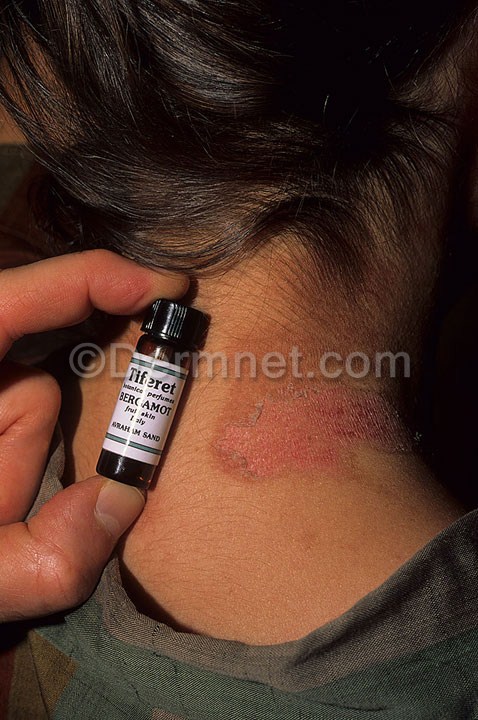 ©Dermnet.com
Tiferet
botanical perfumes
BERGAMOT
fruit skin
Italy
AVRAHAM SAND